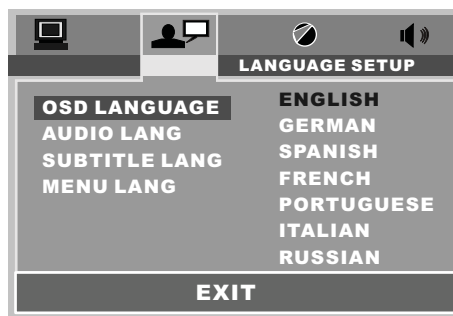 LANGUAGE SETUP
OSD LANGUAGE
AUDIO LANG
SUBTITLE LANG
MENU LANG
ENGLISH
GERMAN
SPANISH
FRENCH
PORTUGUESE
ITALIAN
RUSSIAN
EXIT